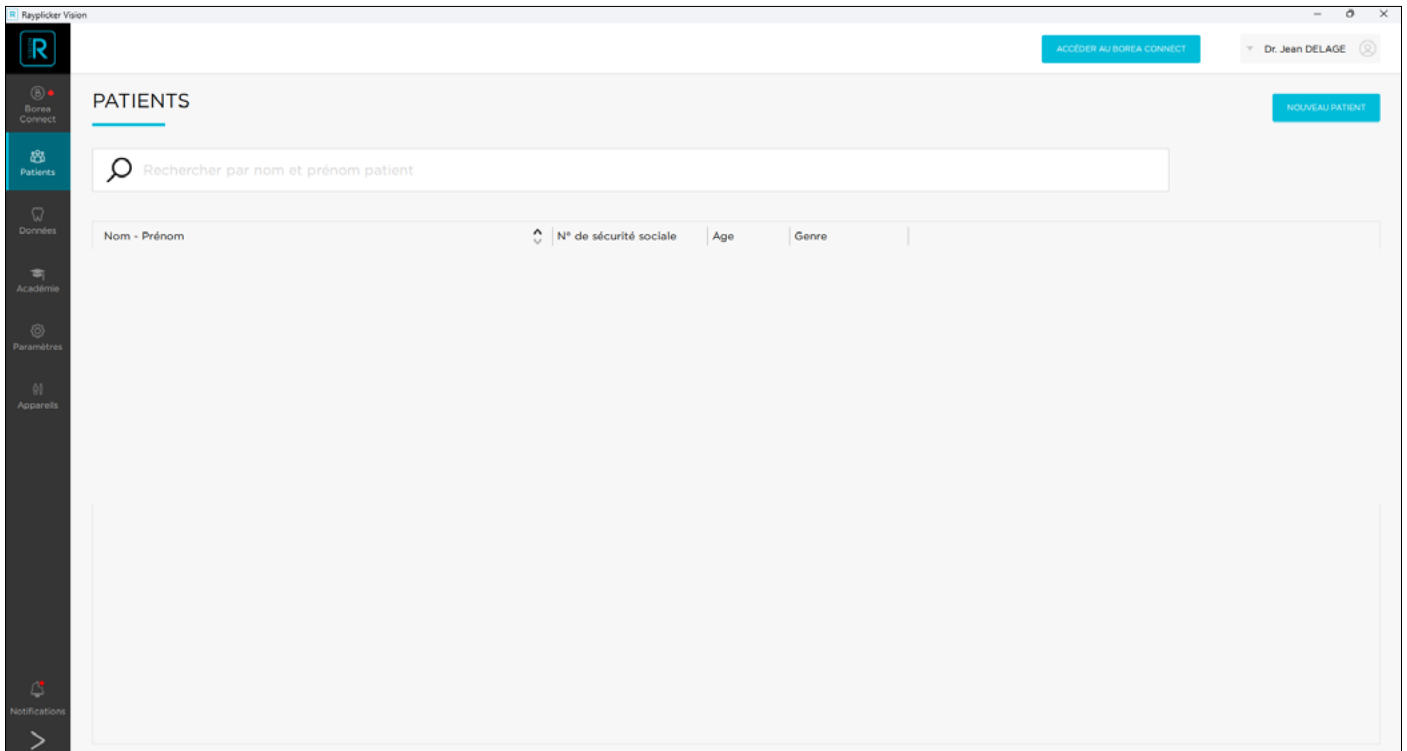 Rayplicker Vision
R
ACCÉDER AU BOREA CONNECT
Dr. Jean DELAGE
Borea
Connect
PATIENTS
NOUVEAU PATIENT
Patients
Rechercher par nom et prénom patient
Données
Nom - Prénom
N° de sécurité sociale
Age
Genre
Académie
Paramètres
Appareils
Notifications